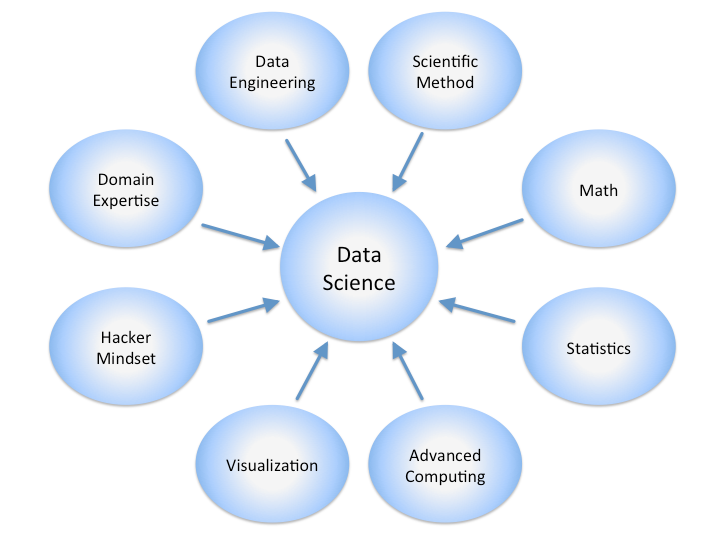 Data
Engineering
Scientific
Method
Domain
Expertise
Math
Data
Science
Hacker
Mindset
Statistics
Visualization
Advanced
Computing